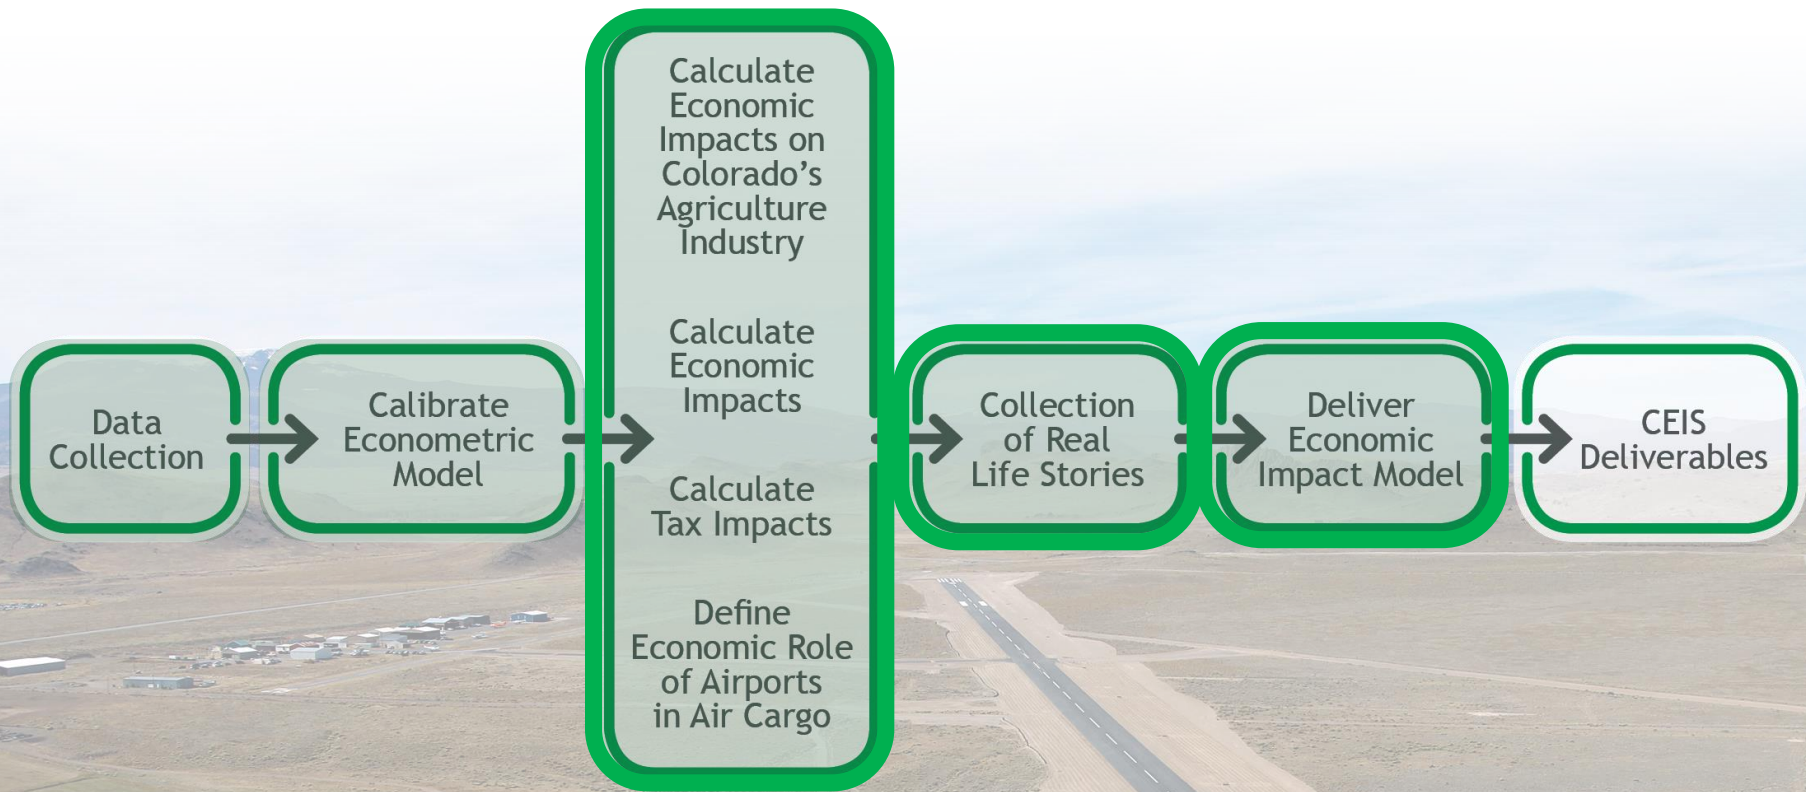 Data
Collection
Calibrate
Econometric
Model
Calculate
Economic
Impacts on
Colorado’s
Agriculture
Industry
Calculate
Economic
Impacts
Calculate
Tax Impacts
Define
Economic Role
of Airports
in Air Cargo
Collection
of Real
Life Stories
Deliver
Economic
Impact Model
CEIS
Deliverables